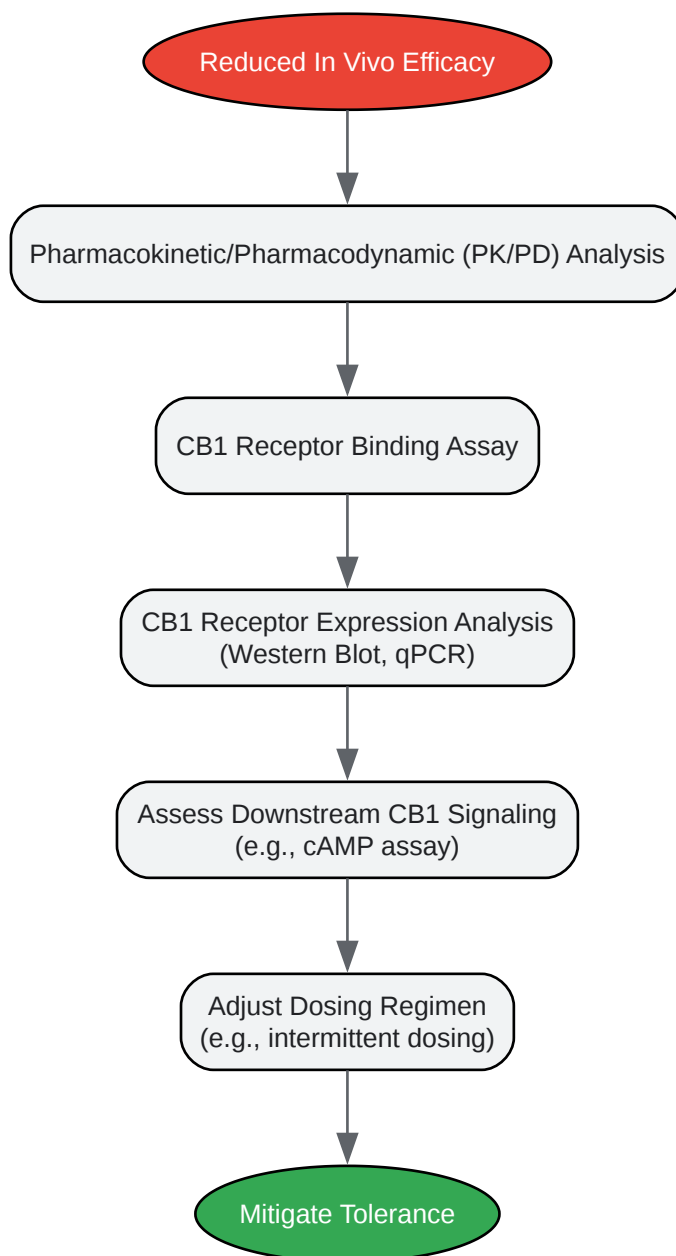 Reduced In Vivo Efficacy
Pharmacokinetic/Pharmacodynamic (PK/PD) Analysis
CB1 Receptor Binding Assay
CB1 Receptor Expression Analysis
(Western Blot, qPCR)
Assess Downstream CB1 Signaling
(e.g., cAMP assay)
Adjust Dosing Regimen
(e.g., intermittent dosing)
Mitigate Tolerance